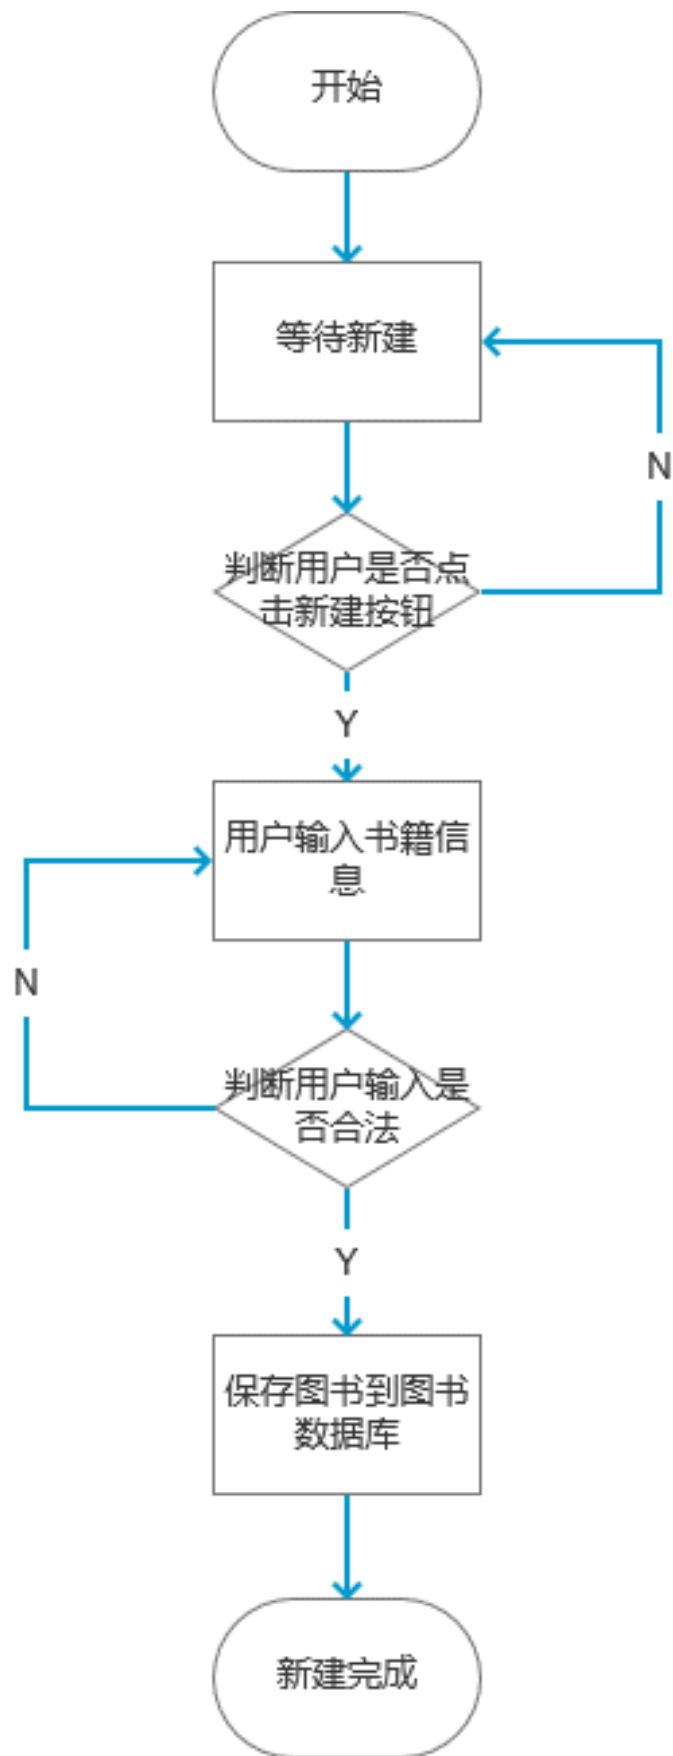 开始
等待新建
N
判断用户是否点
击新建按钮
Y
用户输入书籍信
息
N
判断用户输入是
否合法
Y
保存图书到图书
数据库
新建完成